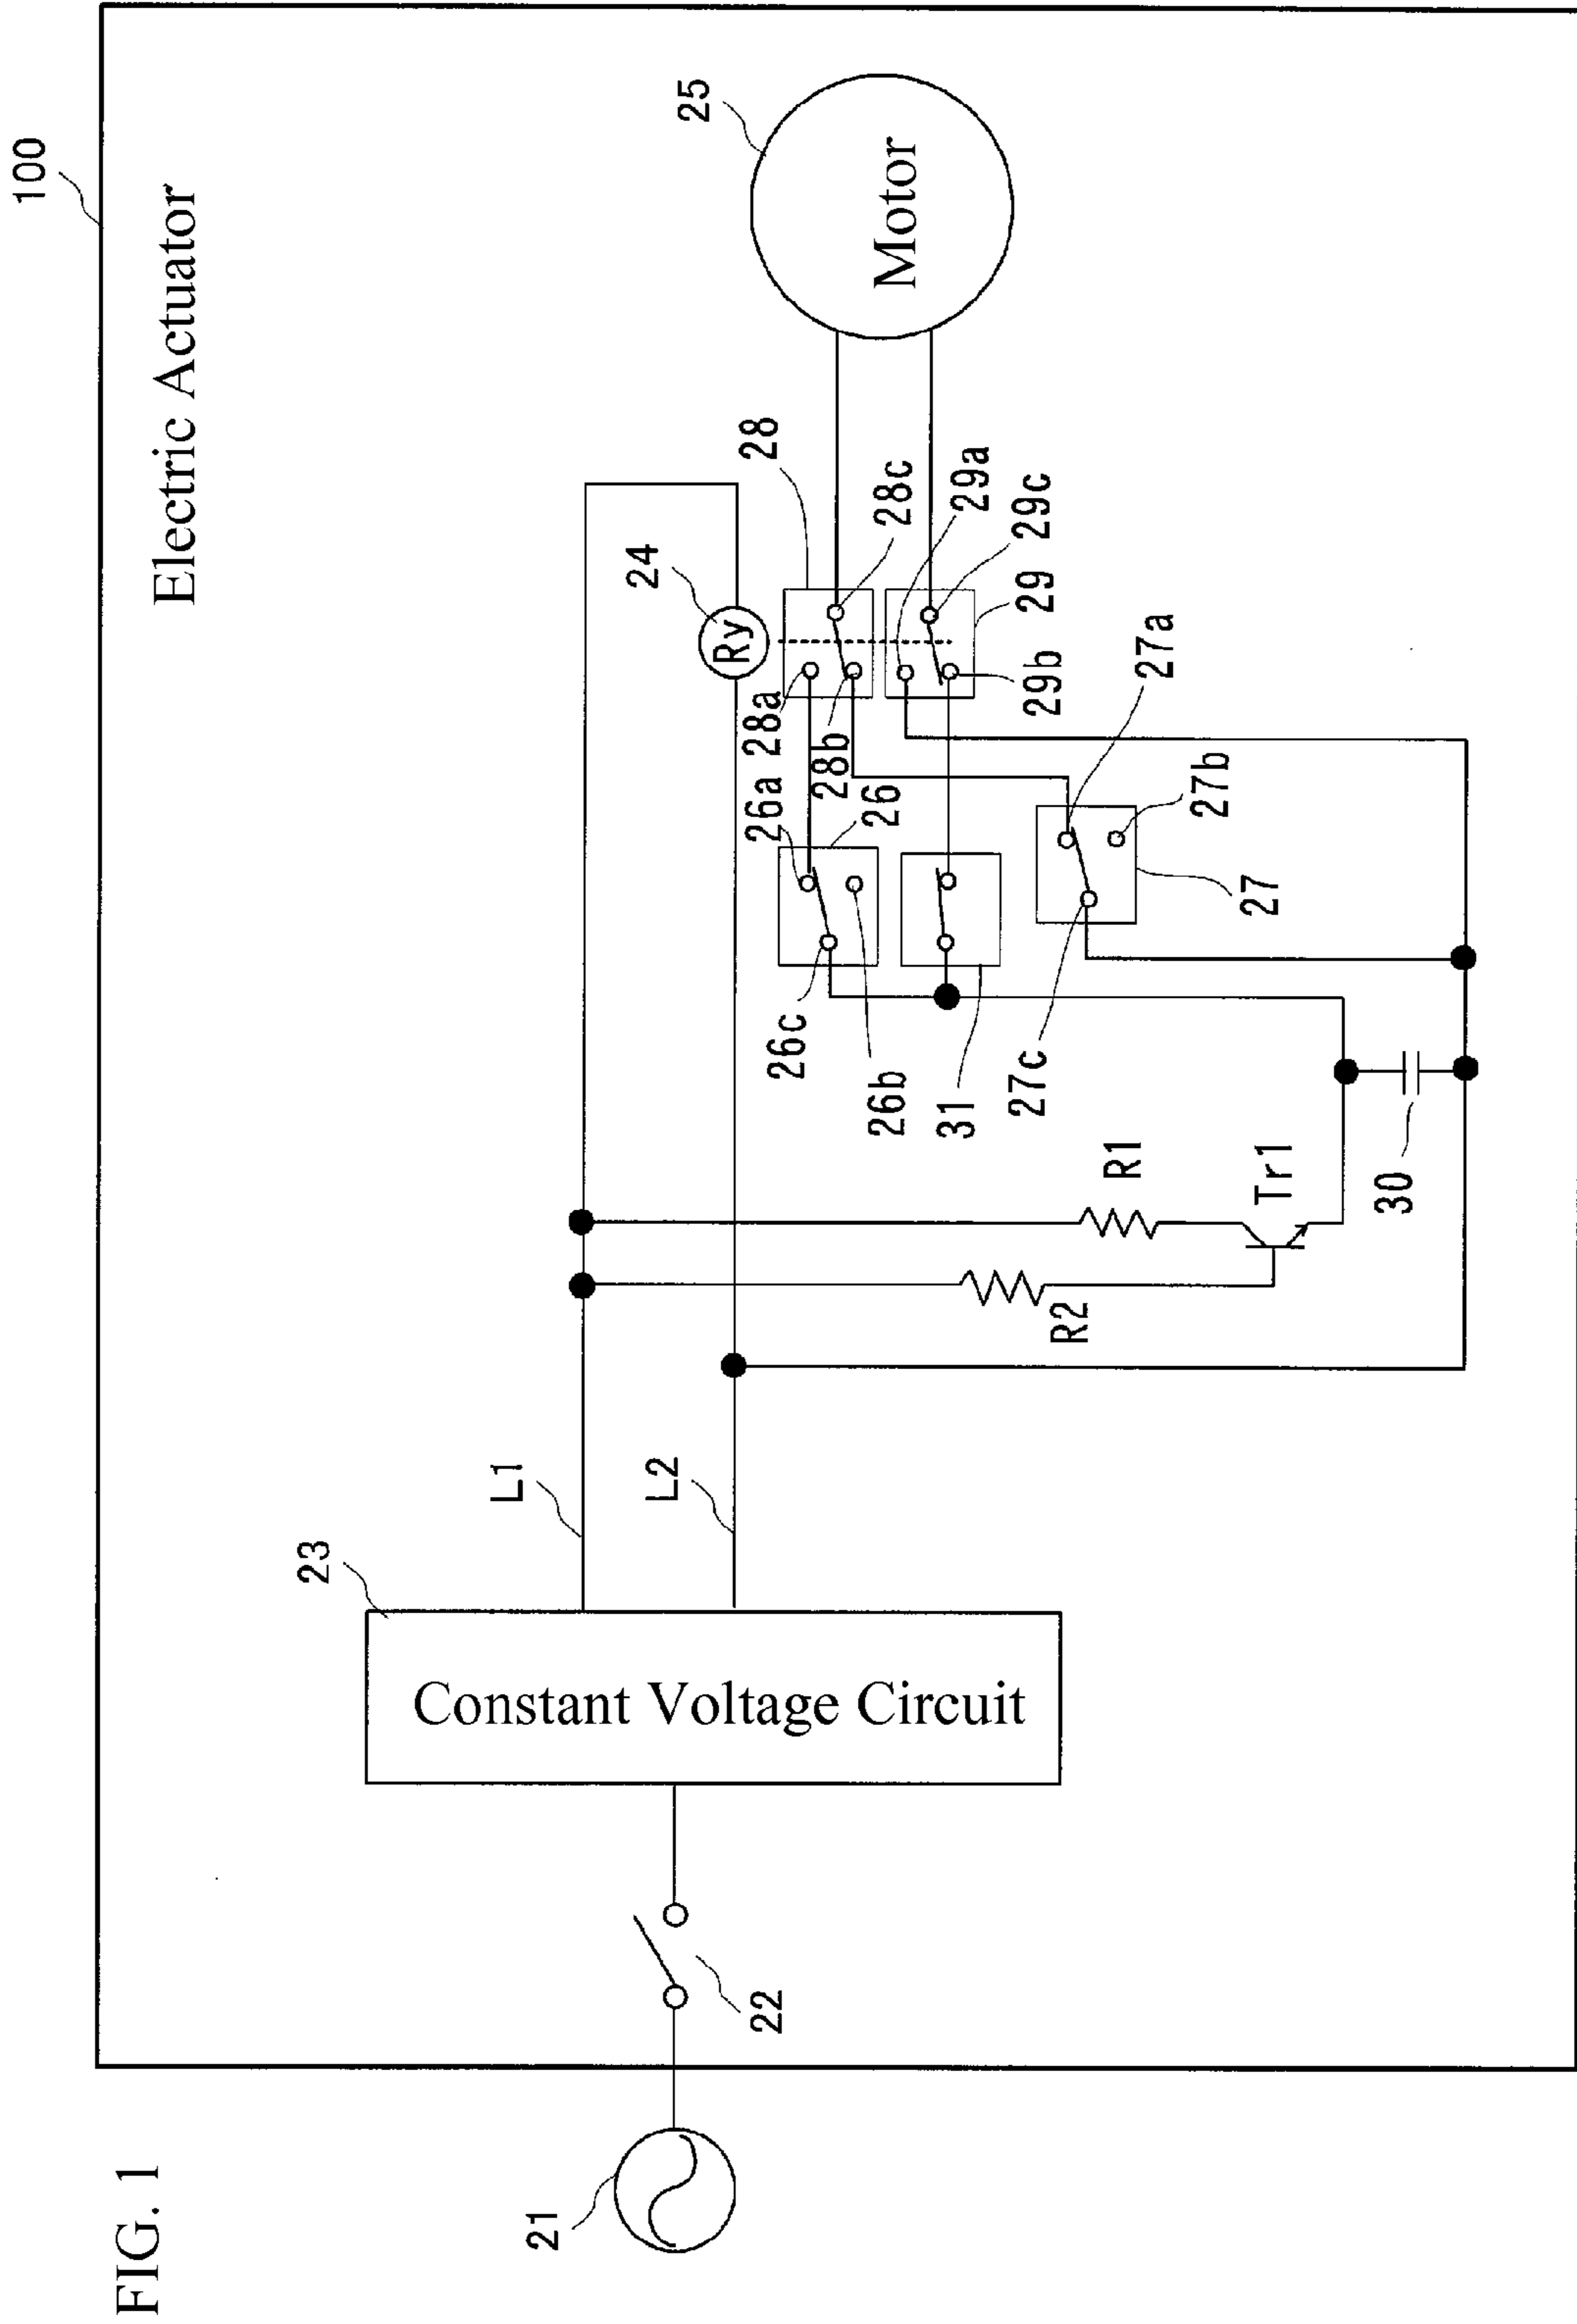 FIG. 1
100
Electric Actuator
21
22
23
Constant Voltage Circuit
L1
L2
R2
R1
Tr1
30
24
Ry
25
Motor
28
28a
28b
28c
29a
29c
29
29b
26a
26
26c
26b
31
27a
27b
27
27c